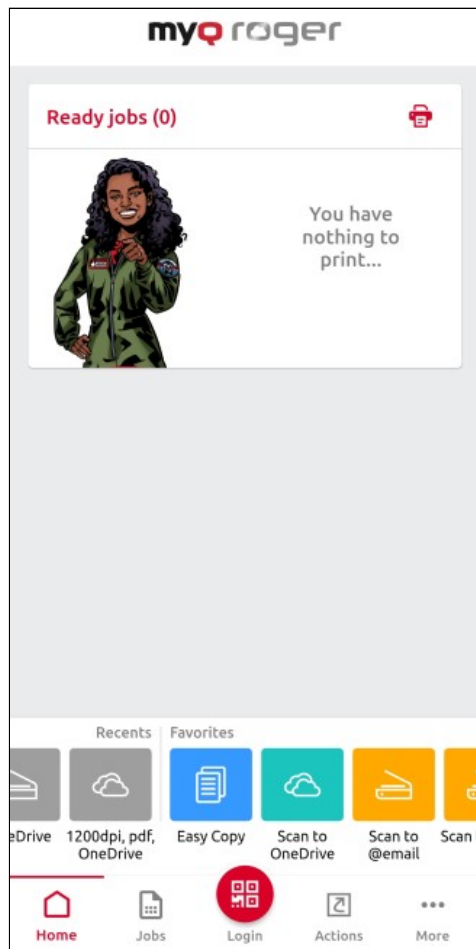 myQ roger
Ready jobs (0)
You have
nothing to
print...
Recents
Favorites
eDrive
1200dpi, pdf,
OneDrive
Easy Copy
Scan to
OneDrive
Scan to
@email
Scan
Home
Jobs
Login
Actions
More